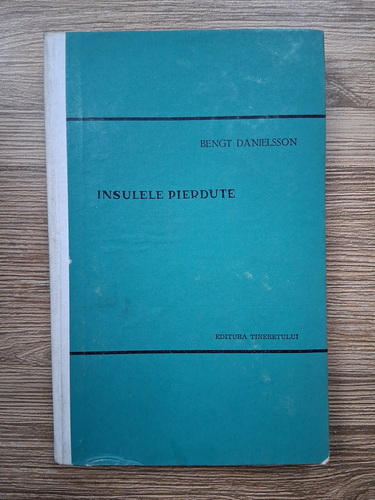 BENGT DANIELSSON
INSULELE PIERDUTE
EDITURA TINERETULUI